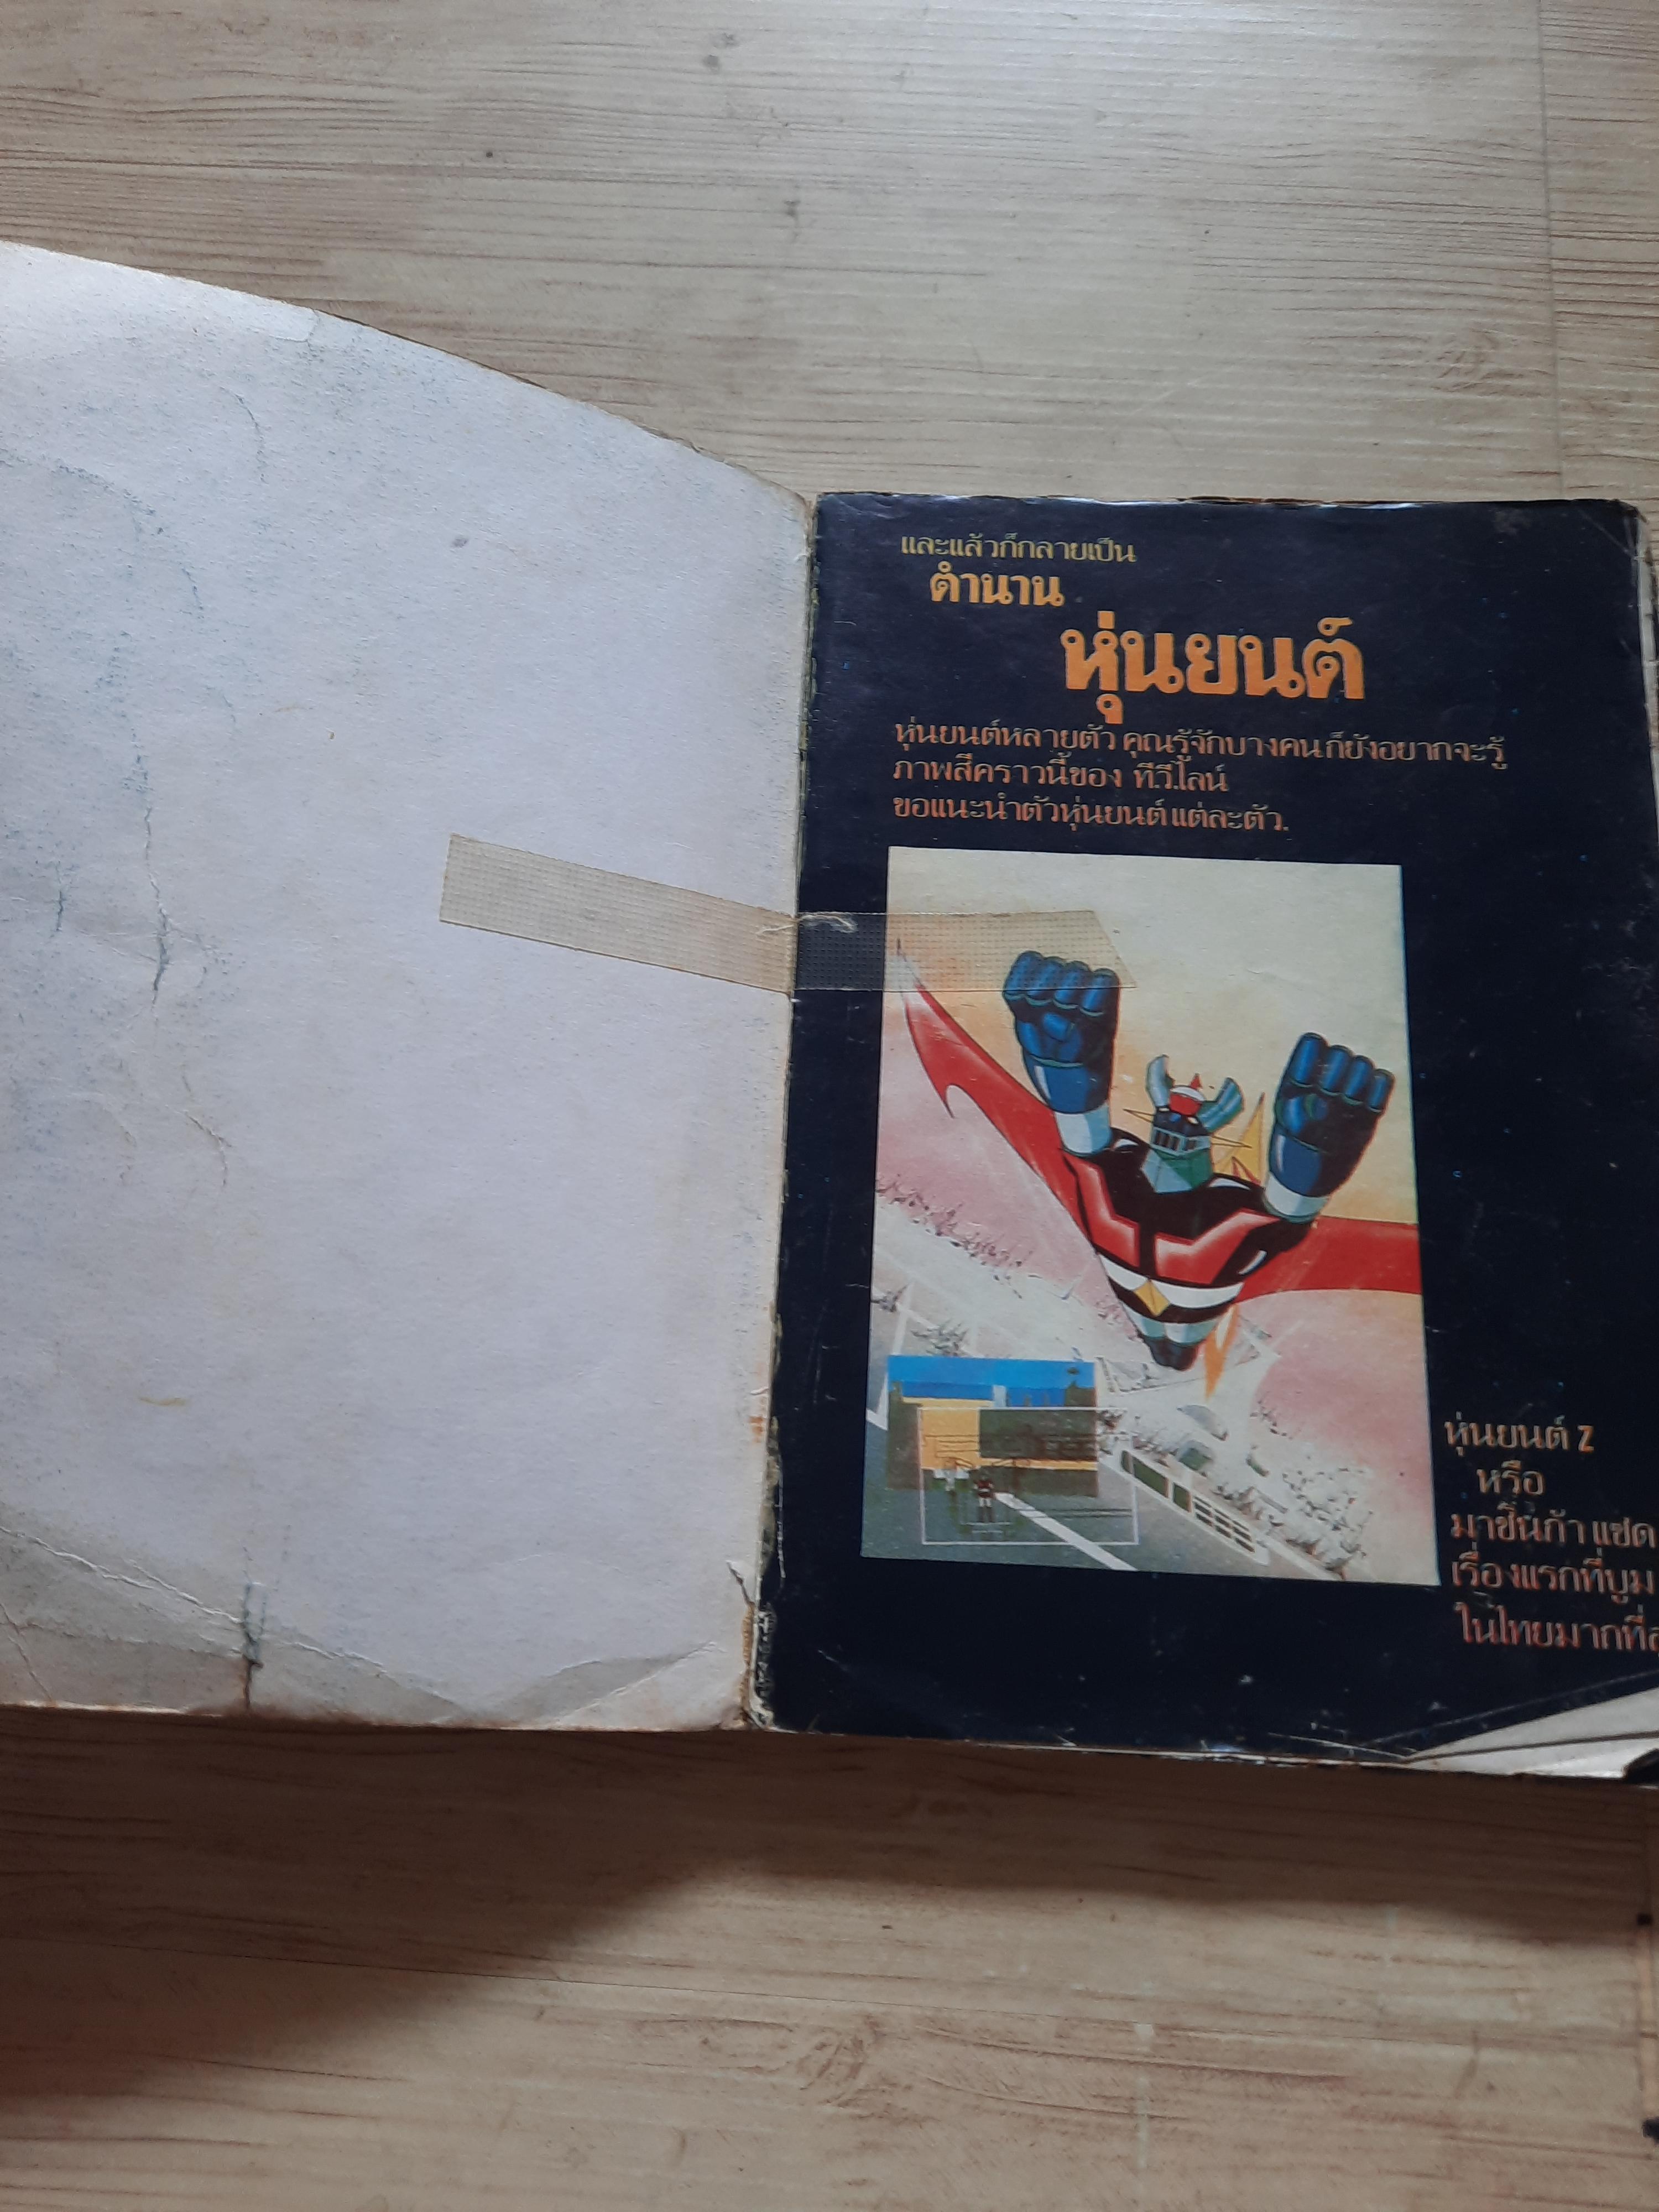 และแล้วก็กลายเป็น
ตำนาน
หุ่นยนต์
หุ่นยนต์หลายตัว คุณรู้จักบางคนก็ยังอยากจะรู้
ภาพสีคราวนี้ของ ที.วี.ไลน์
ขอแนะนำตัวหุ่นยนต์แต่ละตัว.
หุ่นยนต์ Z
หรือ
มาชินก้า แซด
เรื่องแรกที่บูม
ในไทยมากที่